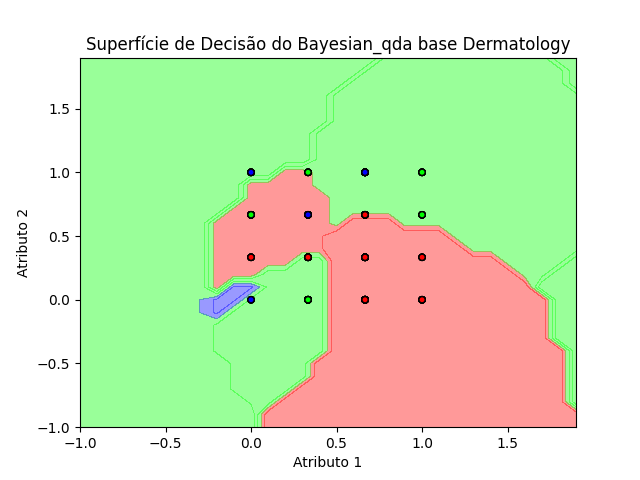 Superfície de Decisão do Bayesian_qda base Dermatology
1.5
1.0
0.5
0.0
−0.5
−1.0
Atributo 2
−1.0 −0.5 0.0 0.5 1.0 1.5
Atributo 1